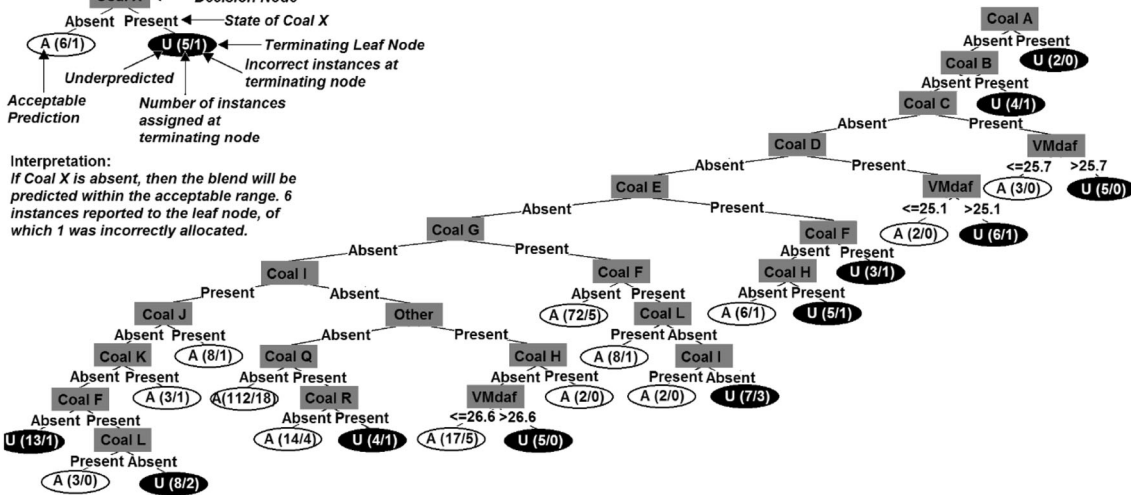 Absent Present
State of Coal X
A (6/1)
U (5/1)
Terminating Leaf Node
Incorrect instances at
terminating node
Underpredicted
Acceptable
Prediction
Number of instances
assigned at
terminating node
Interpretation:
If Coal X is absent, then the blend will be
predicted within the acceptable range. 6
instances reported to the leaf node, of
which 1 was incorrectly allocated.
Coal A
Absent Present
Coal B
U (2/0)
Absent Present
Coal C
U (4/1)
Absent
Present
Coal D
VMdaf
Absent
Present
<=25.7
>25.7
Coal E
VMdaf
A (3/0)
U (5/0)
Absent
Present
<=25.1
>25.1
Coal G
Coal F
A (2/0)
U (6/1)
Absent
Present
Absent
Present
Coal I
Coal F
Coal H
U (3/1)
Present
Absent
Absent Present
Absent Present
Coal J
Other
A (72/5)
Coal L
A (6/1)
U (5/1)
Absent Present
Absent
Present
Present Absent
Coal K
A (8/1)
Coal Q
Coal H
A (8/1)
Coal I
Absent Present
Absent Present
Absent Present
Present Absent
Coal F
A (3/1)
A(112/18)
Coal R
VMdaf
A (2/0)
A (2/0)
U (7/3)
Absent Present
Absent Present
<=26.6 >26.6
U (13/1)
Coal L
A (14/4)
U (4/1)
A (17/5)
U (5/0)
Present Absent
A (3/0)
U (8/2)